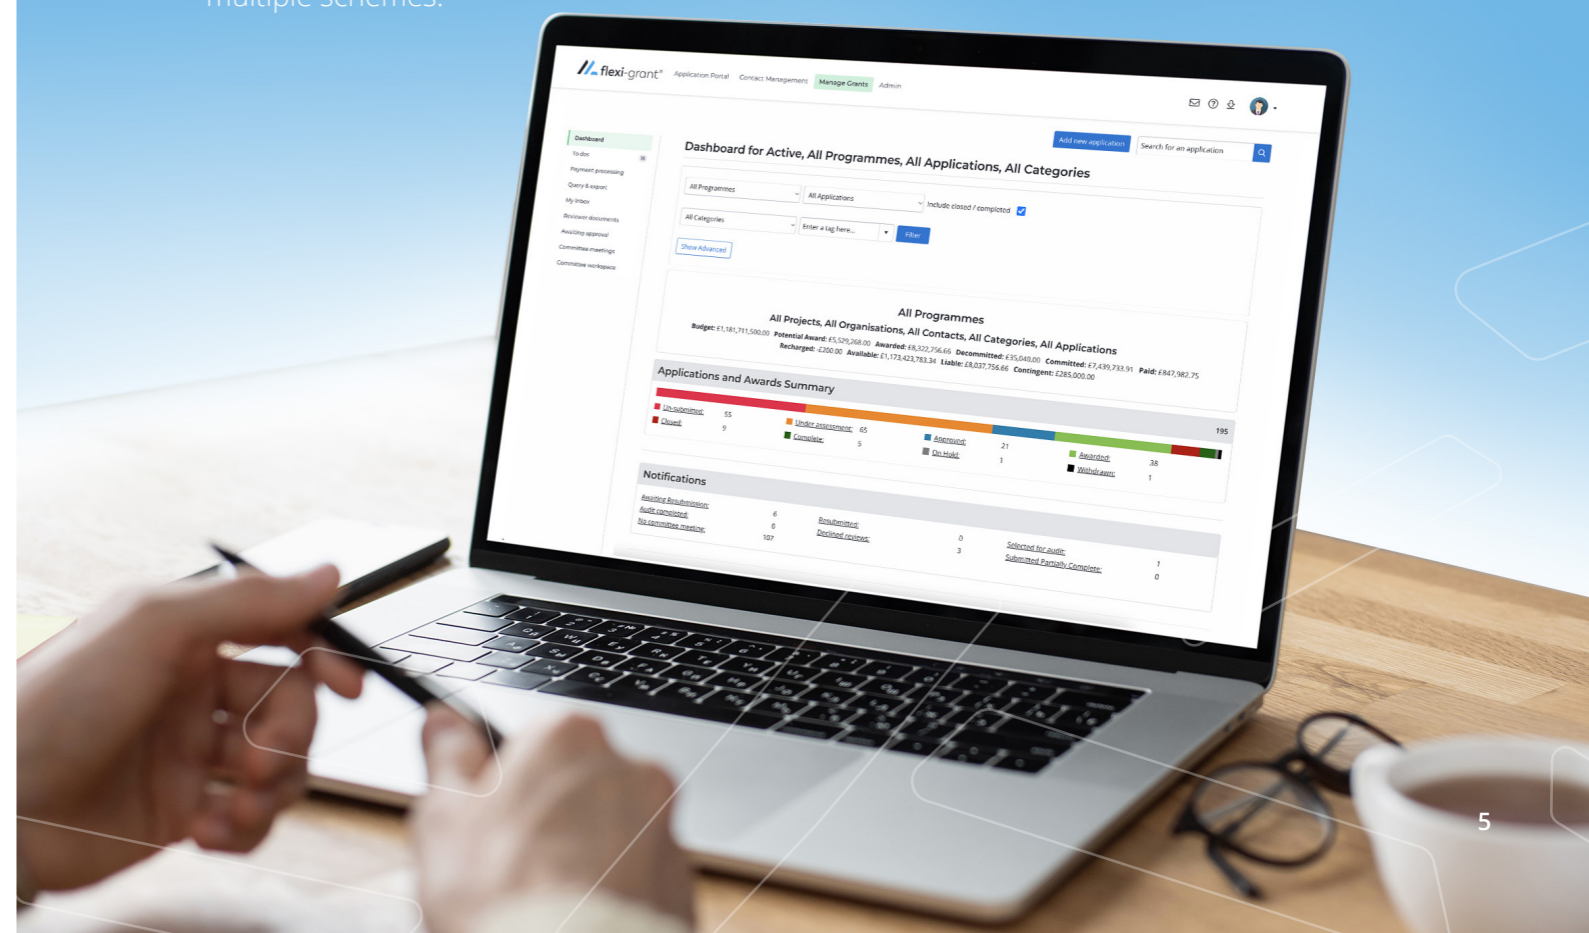 multiple schemes.
flexi-grant® Application Portal Contact Management Manage Grants Admin
Add new application Search for an application
Dashboard
To-dos
Payment processing
Query & export
My Inbox
Reviewer documents
Awaiting approval
Committee meetings
Committee workspace
Dashboard for Active, All Programmes, All Applications, All Categories
All Programmes All Applications Include closed / completed
All Categories Enter a tag here... Filter
Show Advanced
All Programmes
All Projects, All Organisations, All Contacts, All Categories, All Applications
Budget: £1,181,711,500.00 Potential Award: £5,529,268.00 Awarded: £8,322,756.66 Decommitted: £35,040.00 Committed: £7,439,733.91 Paid: £847,982.75
Recharged: -£200.00 Available: £1,173,423,783.34 Liable: £8,037,756.66 Contingent: £285,000.00
Applications and Awards Summary 195
Un-submitted: 55 Under assessment: 65 Approved: 21 Awarded: 38
Closed: 9 Complete: 5 On Hold: 1 Withdrawn: 1
Notifications
Awaiting Resubmission: 6 Resubmitted: 0 Selected for audit: 1
Audit completed: 0 Declined reviews: 3 Submitted Partially Complete: 0
No committee meeting: 107
5